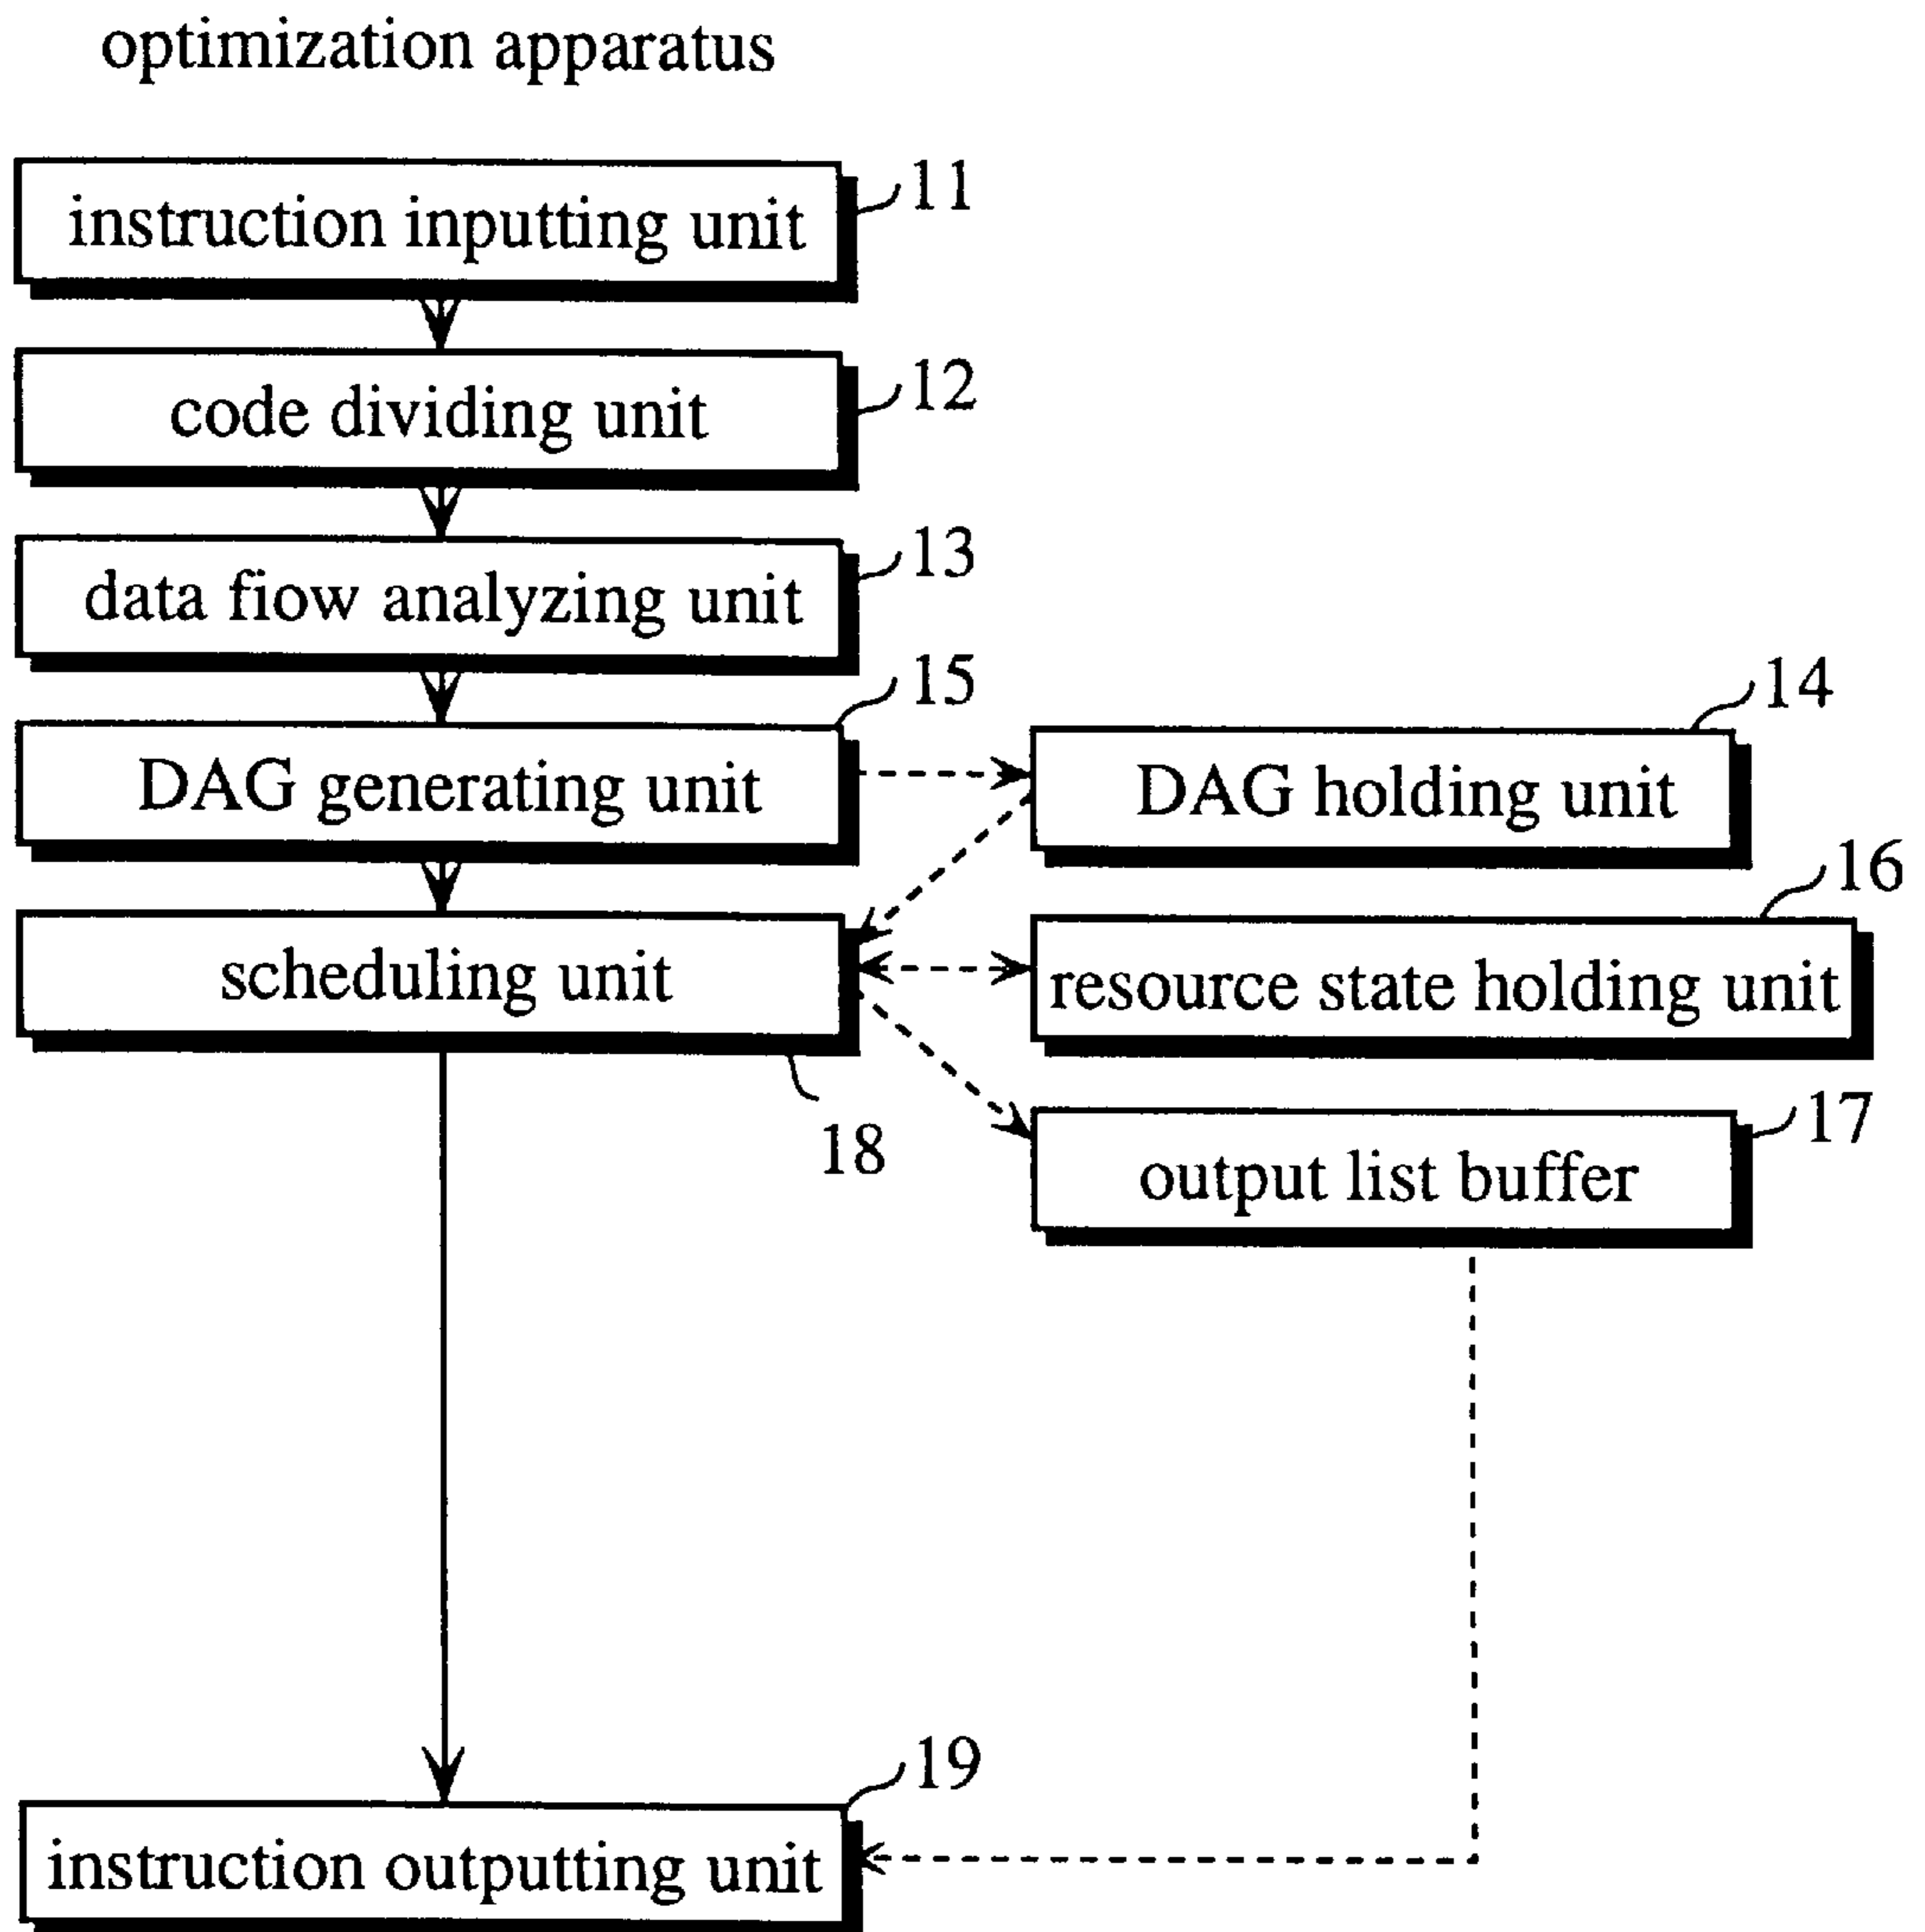 optimization apparatus
instruction inputting unit
11
code dividing unit
12
data fiow analyzing unit
13
DAG generating unit
15
DAG holding unit
14
scheduling unit
18
resource state holding unit
16
output list buffer
17
instruction outputting unit
19